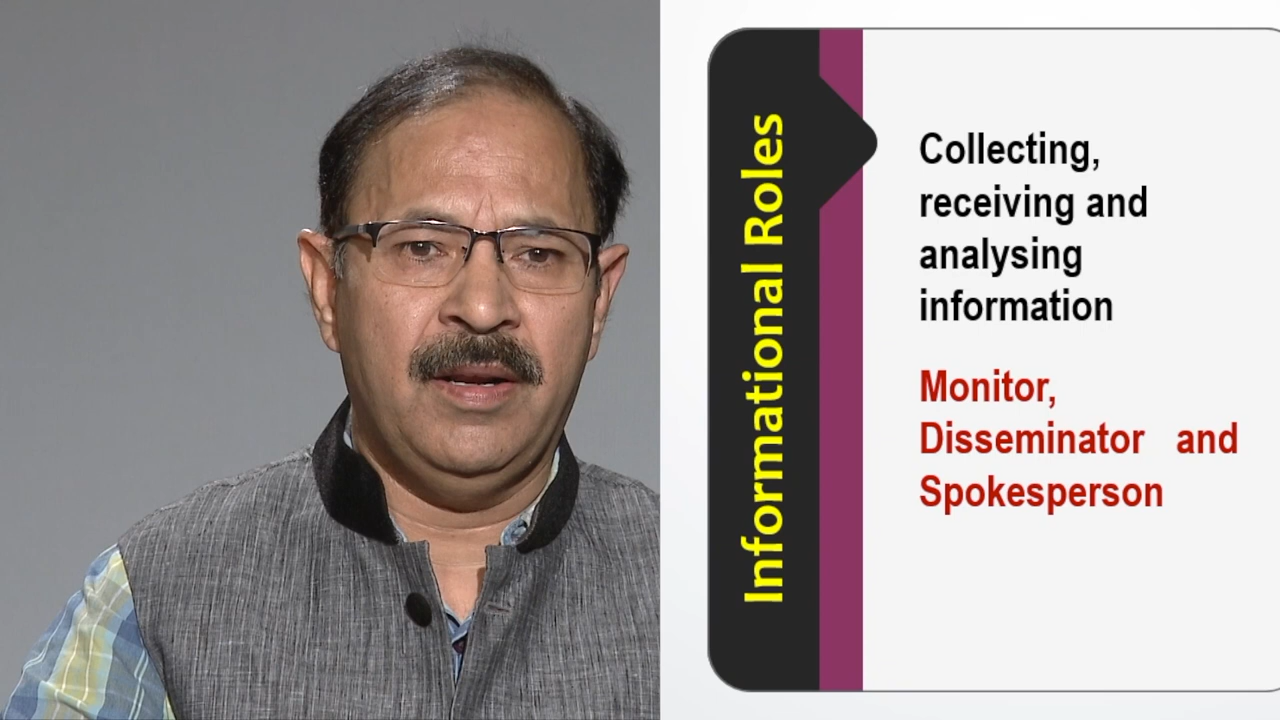 Informational Roles
Collecting,
receiving and
analysing
information
Monitor,
Disseminator and
Spokesperson